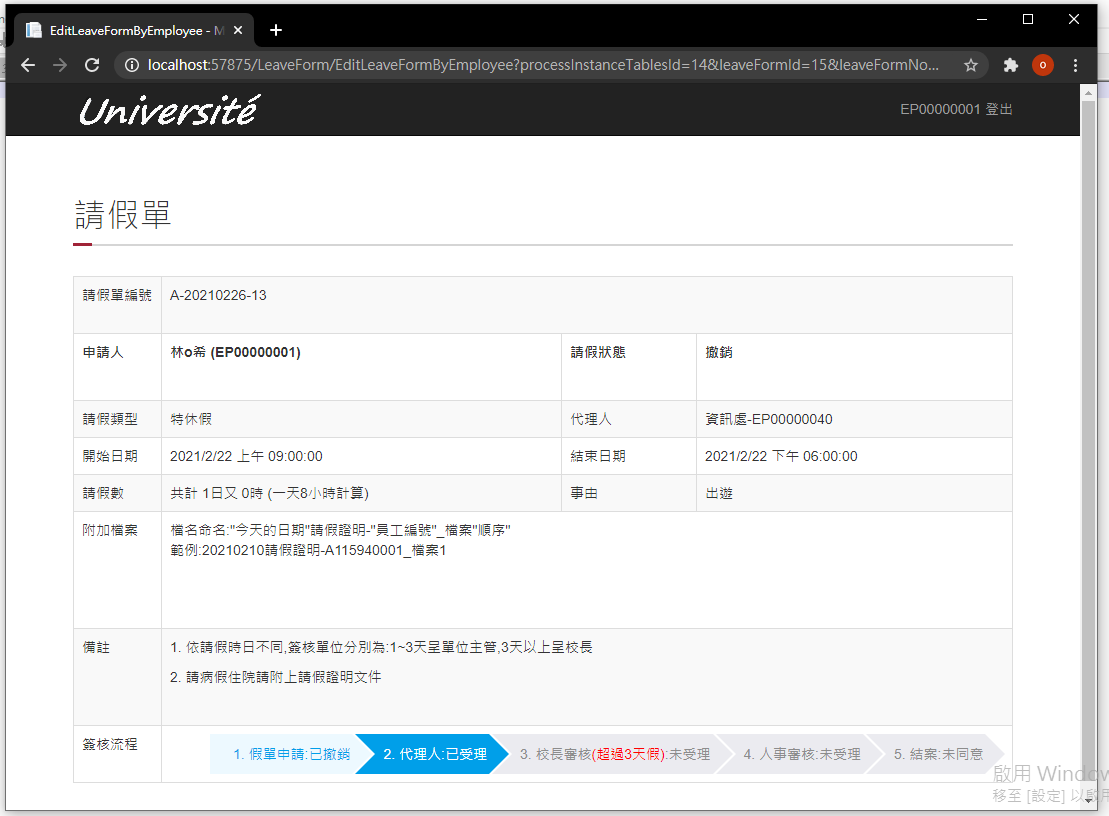 EditLeaveFormByEmployee - M
localhost:57875/LeaveForm/EditLeaveFormByEmployee?processInstanceTablesId=14&leaveFormId=15&leaveFormNo...
o
Université
EP00000001 登出
請假單
請假單編號 A-20210226-13
申請人 林o希 (EP00000001) 請假狀態 撤銷
請假類型 特休假 代理人 資訊處-EP00000040
開始日期 2021/2/22 上午 09:00:00 結束日期 2021/2/22 下午 06:00:00
請假數 共計 1日又 0時 (一天8小時計算) 事由 出遊
附加檔案 檔名命名:"今天的日期"請假證明-"員工編號"_檔案"順序"
範例:20210210請假證明-A115940001_檔案1
備註 1. 依請假時日不同,簽核單位分別為:1~3天呈單位主管,3天以上呈校長
2. 請病假住院請附上請假證明文件
簽核流程 1. 假單申請:已撤銷 2. 代理人:已受理 3. 校長審核(超過3天假):未受理 4. 人事審核:未受理 5. 結案:未同意
啟用 Window
移至 [設定] 以啟用